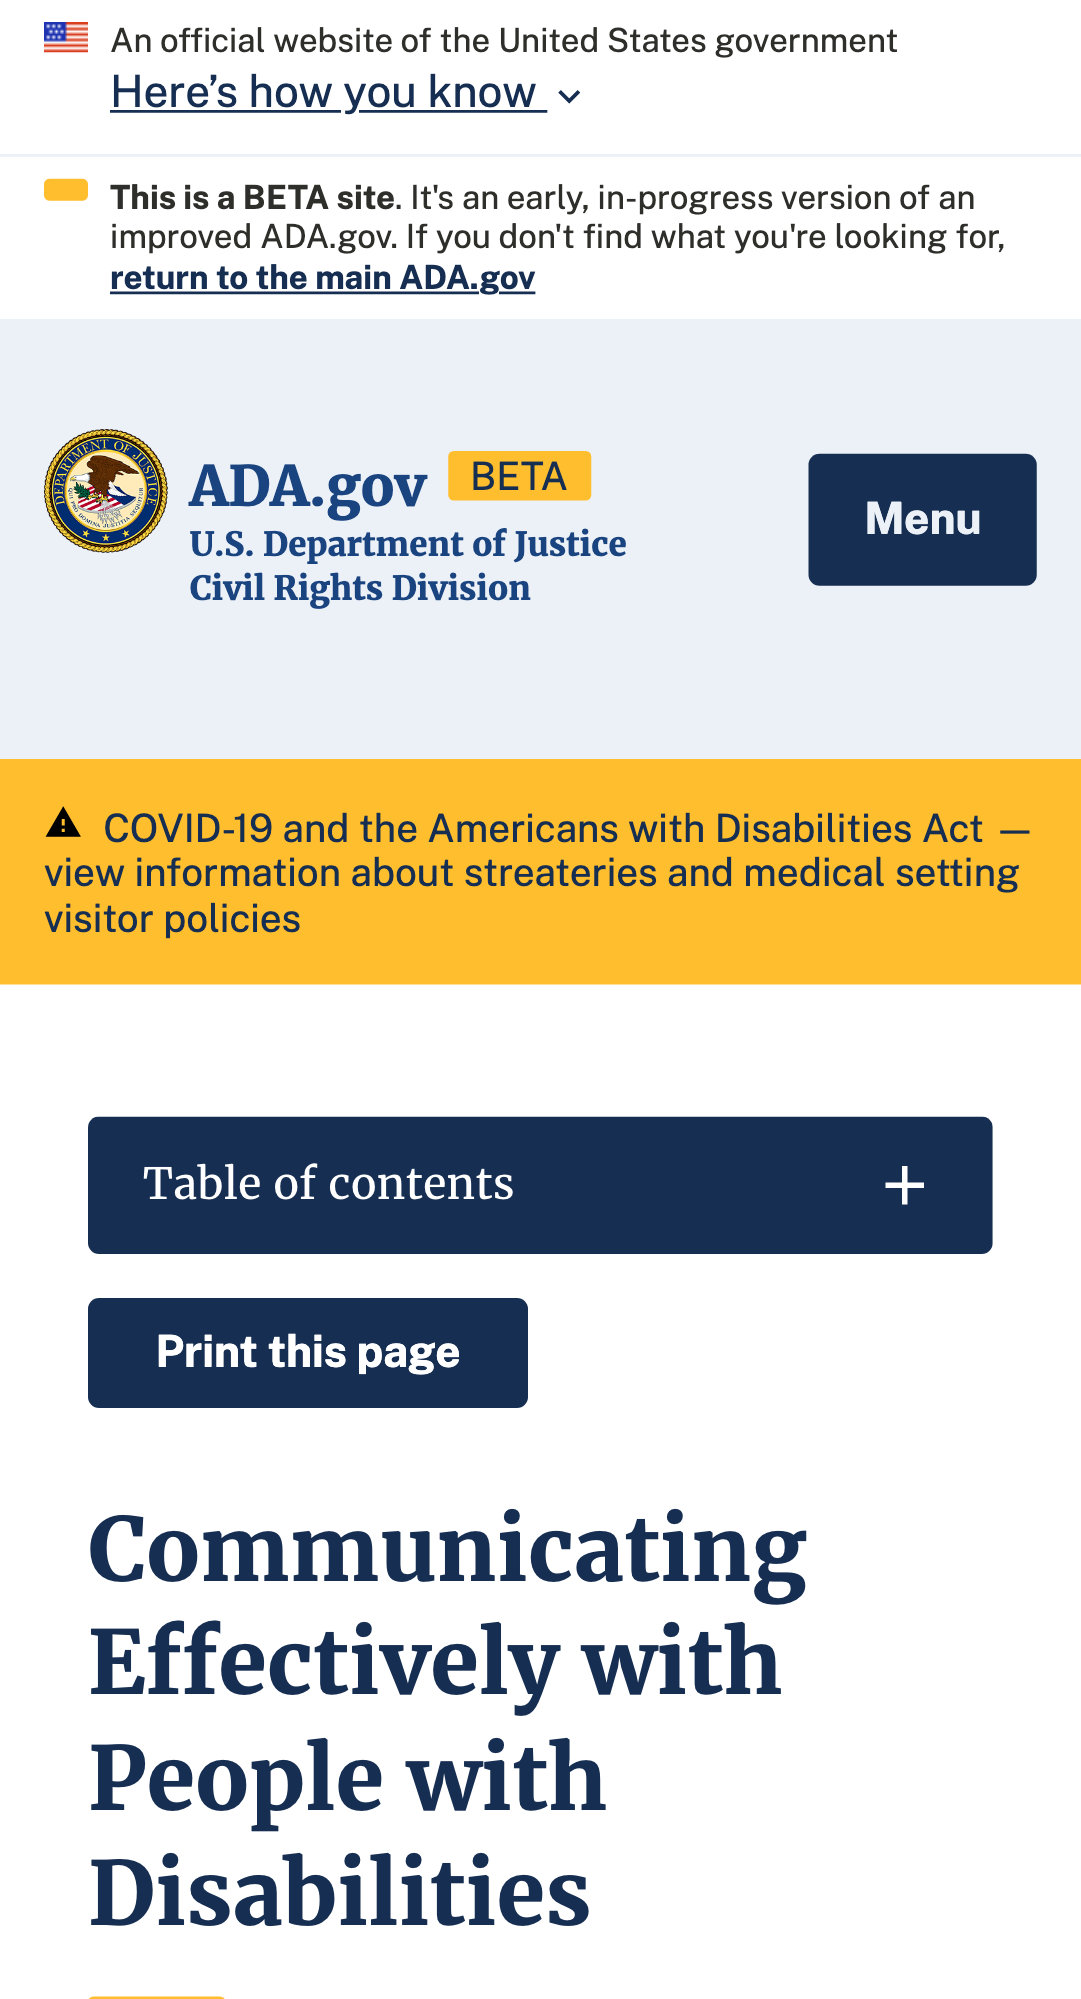 An official website of the United States government
Here’s how you know
This is a BETA site. It's an early, in-progress version of an
improved ADA.gov. If you don't find what you're looking for,
return to the main ADA.gov
ADA.gov BETA
U.S. Department of Justice
Civil Rights Division
Menu
COVID-19 and the Americans with Disabilities Act —
view information about streateries and medical setting
visitor policies
Table of contents
Print this page
Communicating
Effectively with
People with
Disabilities